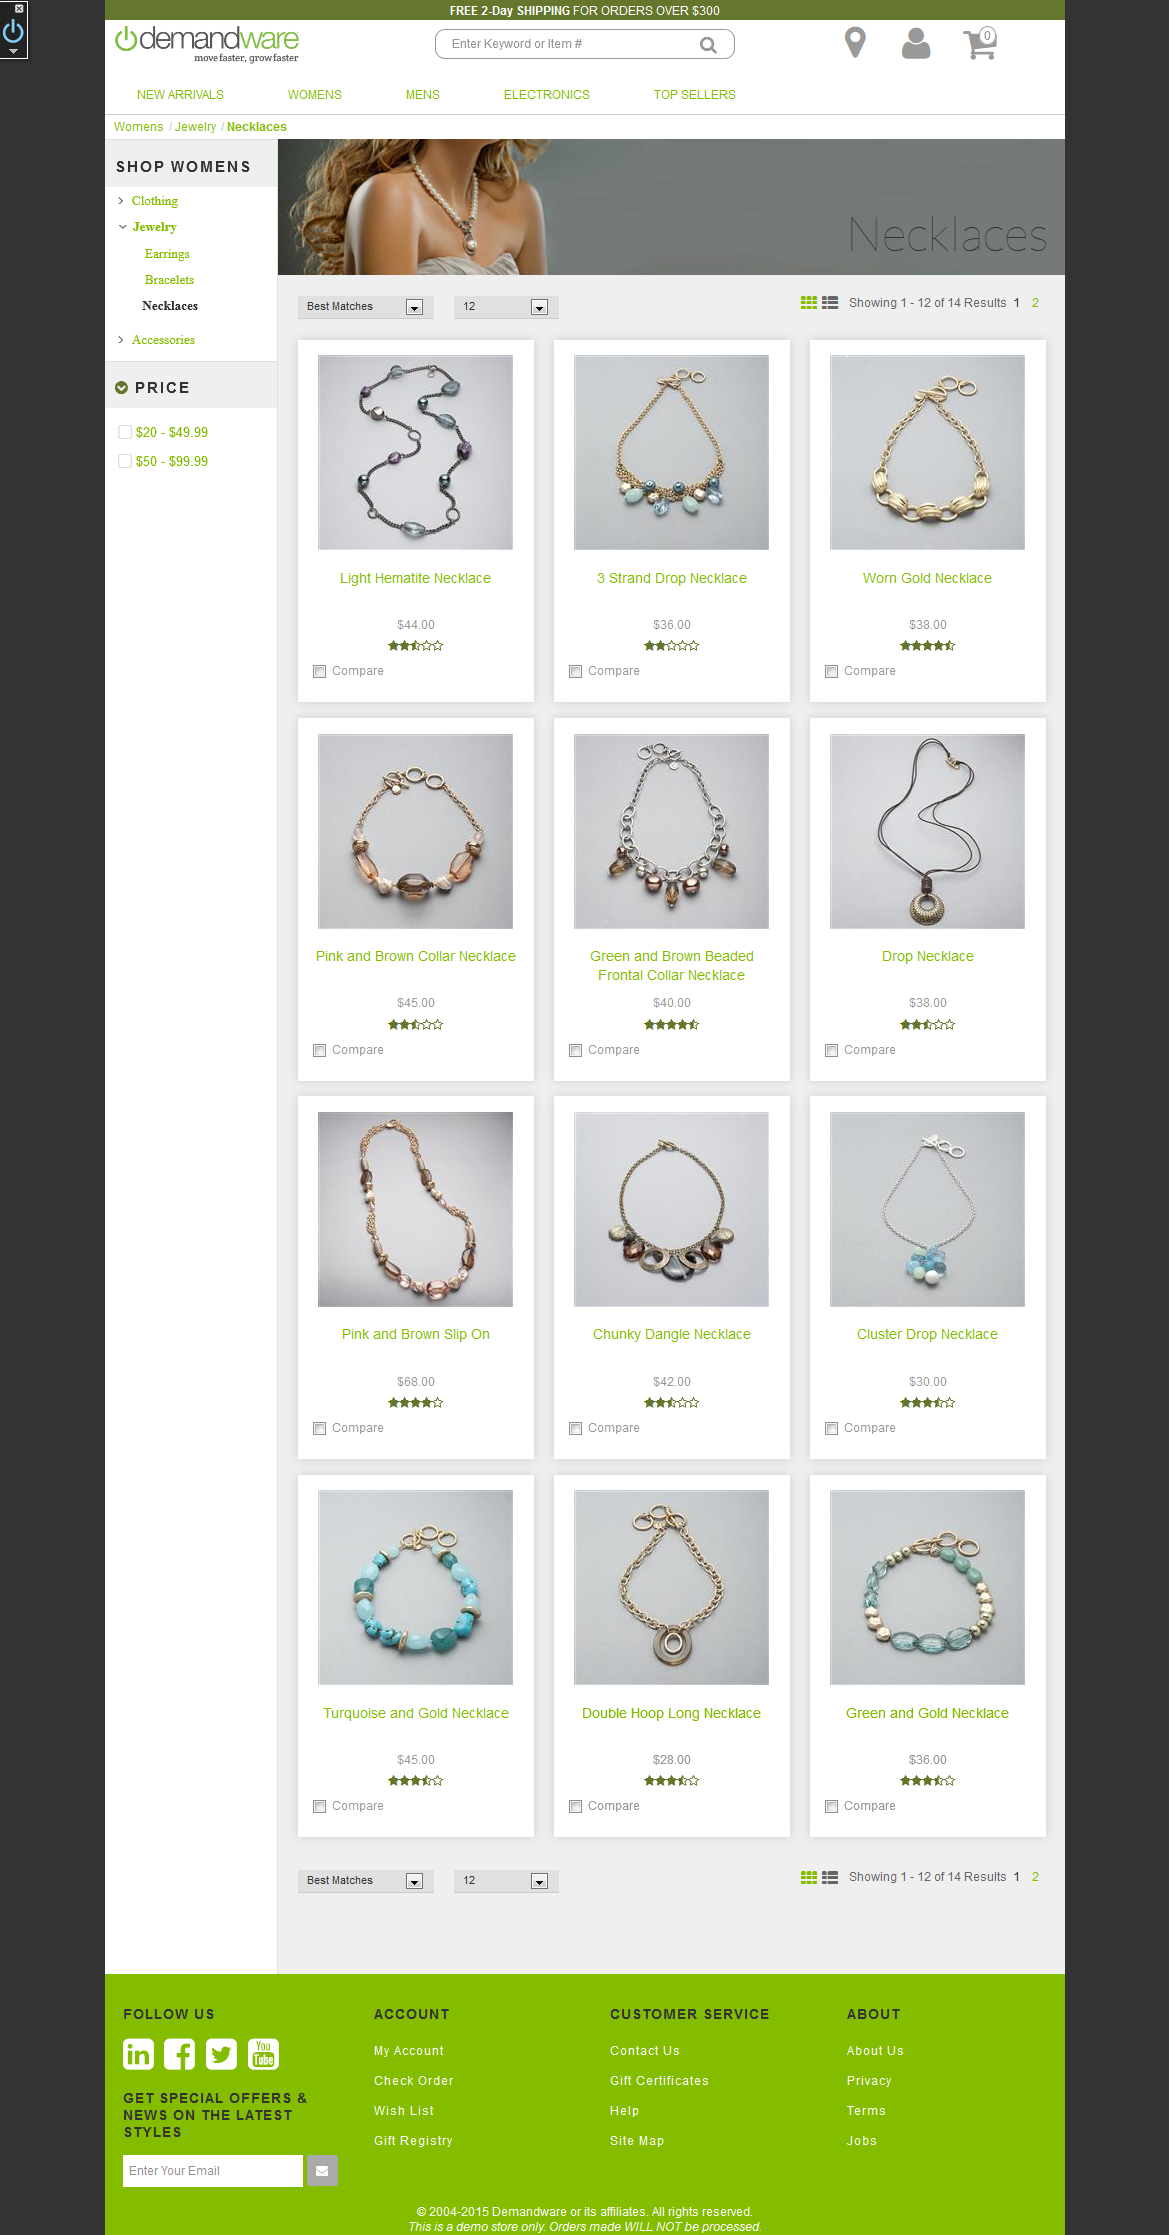 FREE 2-Day SHIPPING FOR ORDERS OVER $300
demandware
move faster, grow faster
Enter Keyword or Item #
0
NEW ARRIVALS WOMENS MENS ELECTRONICS TOP SELLERS
Womens / Jewelry / Necklaces
SHOP WOMENS
Clothing
Jewelry
Earrings
Bracelets
Necklaces
Accessories
PRICE
$20 - $49.99
$50 - $99.99
Necklaces
Best Matches 12 Showing 1 - 12 of 14 Results 1 2
Light Hematite Necklace
$44.00
Compare
3 Strand Drop Necklace
$36.00
Compare
Worn Gold Necklace
$38.00
Compare
Pink and Brown Collar Necklace
$45.00
Compare
Green and Brown Beaded
Frontal Collar Necklace
$40.00
Compare
Drop Necklace
$38.00
Compare
Pink and Brown Slip On
$68.00
Compare
Chunky Dangle Necklace
$42.00
Compare
Cluster Drop Necklace
$30.00
Compare
Turquoise and Gold Necklace
$45.00
Compare
Double Hoop Long Necklace
$28.00
Compare
Green and Gold Necklace
$36.00
Compare
Best Matches 12 Showing 1 - 12 of 14 Results 1 2
FOLLOW US
in
You
Tube
GET SPECIAL OFFERS &
NEWS ON THE LATEST
STYLES
Enter Your Email
ACCOUNT
My Account
Check Order
Wish List
Gift Registry
CUSTOMER SERVICE
Contact Us
Gift Certificates
Help
Site Map
ABOUT
About Us
Privacy
Terms
Jobs
© 2004-2015 Demandware or its affiliates. All rights reserved.
This is a demo store only. Orders made WILL NOT be processed.